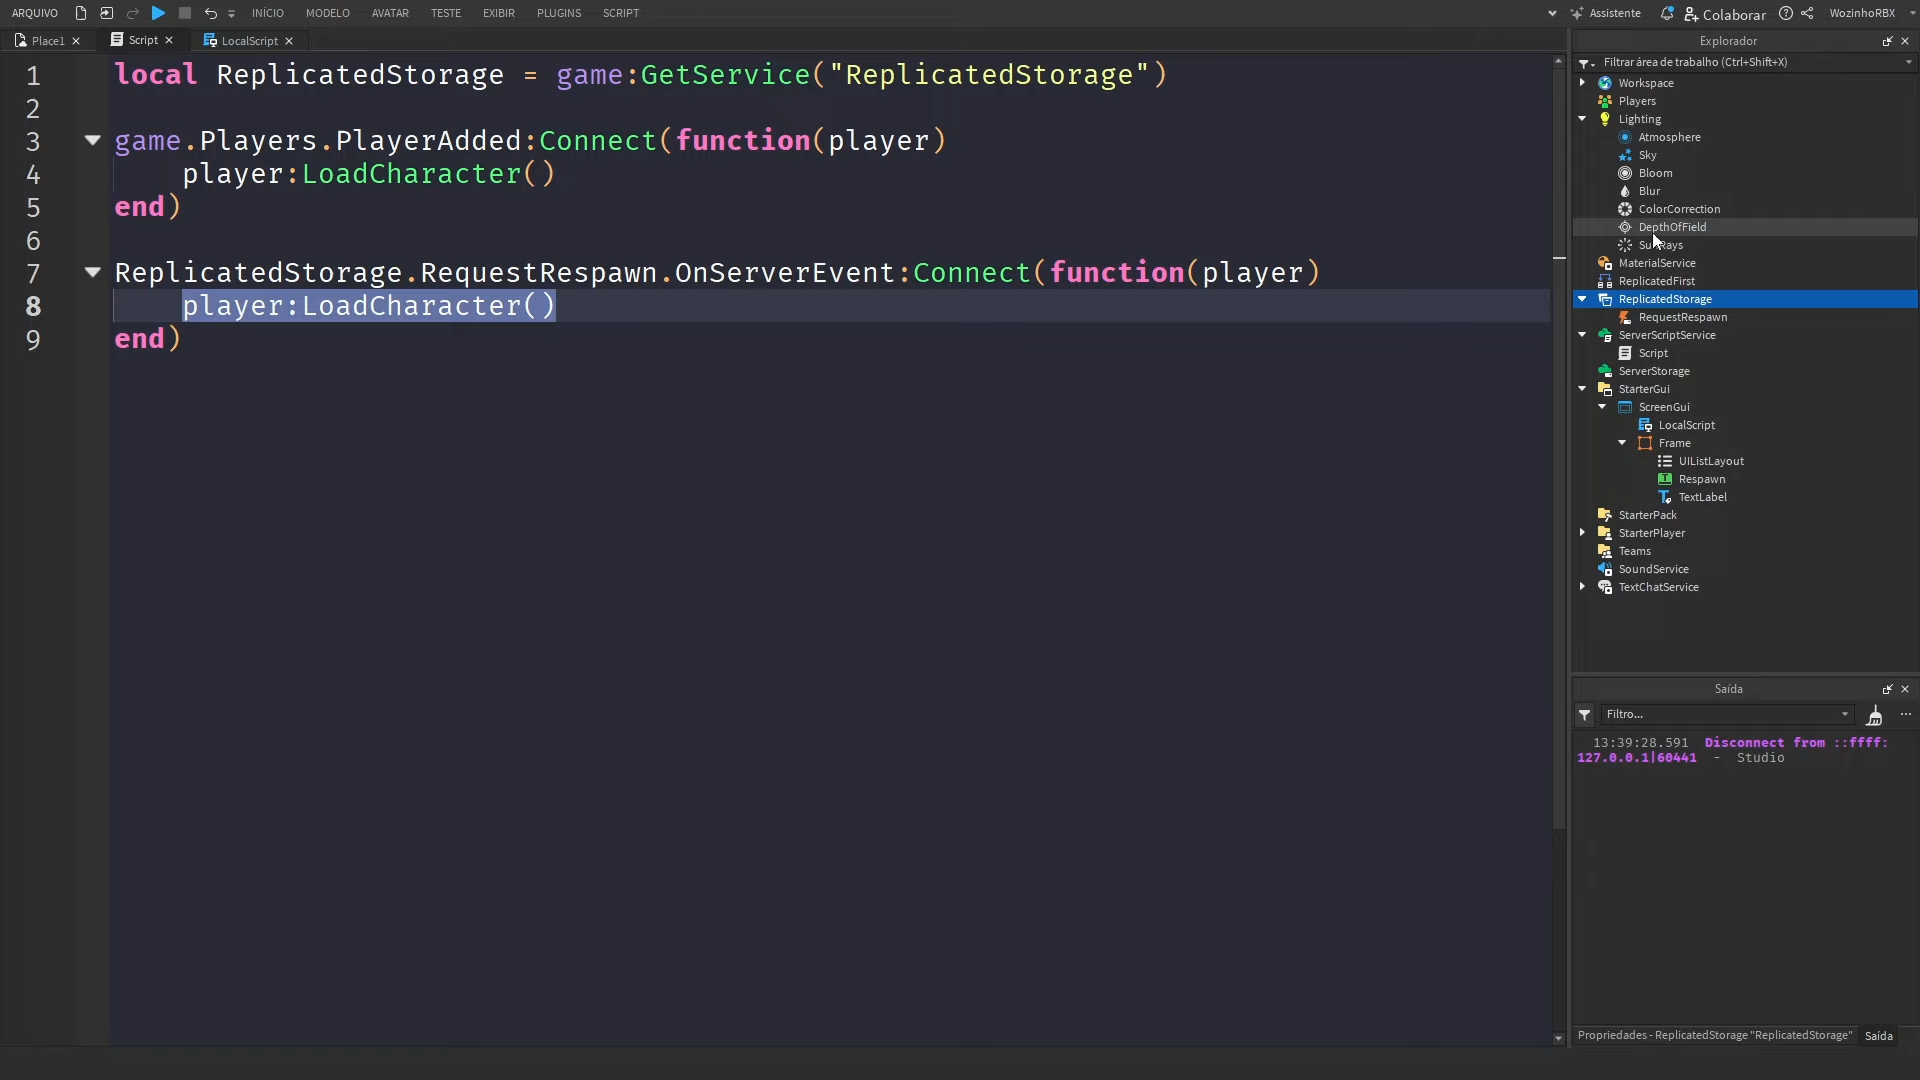 ARQUIVO INÍCIO MODELO AVATAR TESTE EXIBIR PLUGINS SCRIPT Assistente Colaborar WozinhoRBX
Place1 Script LocalScript
1 local ReplicatedStorage = game:GetService("ReplicatedStorage")
2
3 game.Players.PlayerAdded:Connect(function(player)
4 player:LoadCharacter()
5 end)
6
7 ReplicatedStorage.RequestRespawn.OnServerEvent:Connect(function(player)
8 player:LoadCharacter()
9 end)
Explorador
Filtrar área de trabalho (Ctrl+Shift+X)
Workspace
Players
Lighting
Atmosphere
Sky
Bloom
Blur
ColorCorrection
DepthOfField
SunRays
MaterialService
ReplicatedFirst
ReplicatedStorage
RequestRespawn
ServerScriptService
Script
ServerStorage
StarterGui
ScreenGui
LocalScript
Frame
UIListLayout
Respawn
TextLabel
StarterPack
StarterPlayer
Teams
SoundService
TextChatService
Saída
Filtro...
13:39:28.591 Disconnect from ::ffff:
127.0.0.1|60441 - Studio
Propriedades - ReplicatedStorage "ReplicatedStorage" Saída